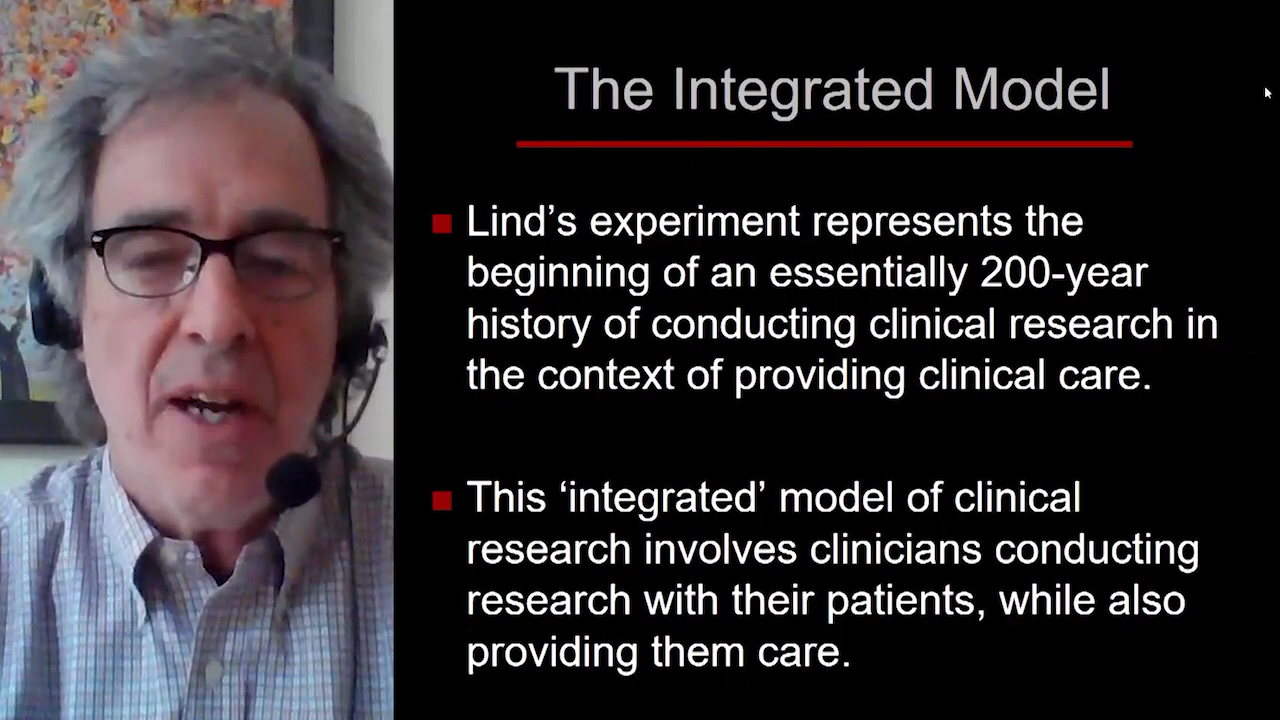 The Integrated Model
Lind’s experiment represents the
beginning of an essentially 200-year
history of conducting clinical research in
the context of providing clinical care.
This ‘integrated’ model of clinical
research involves clinicians conducting
research with their patients, while also
providing them care.